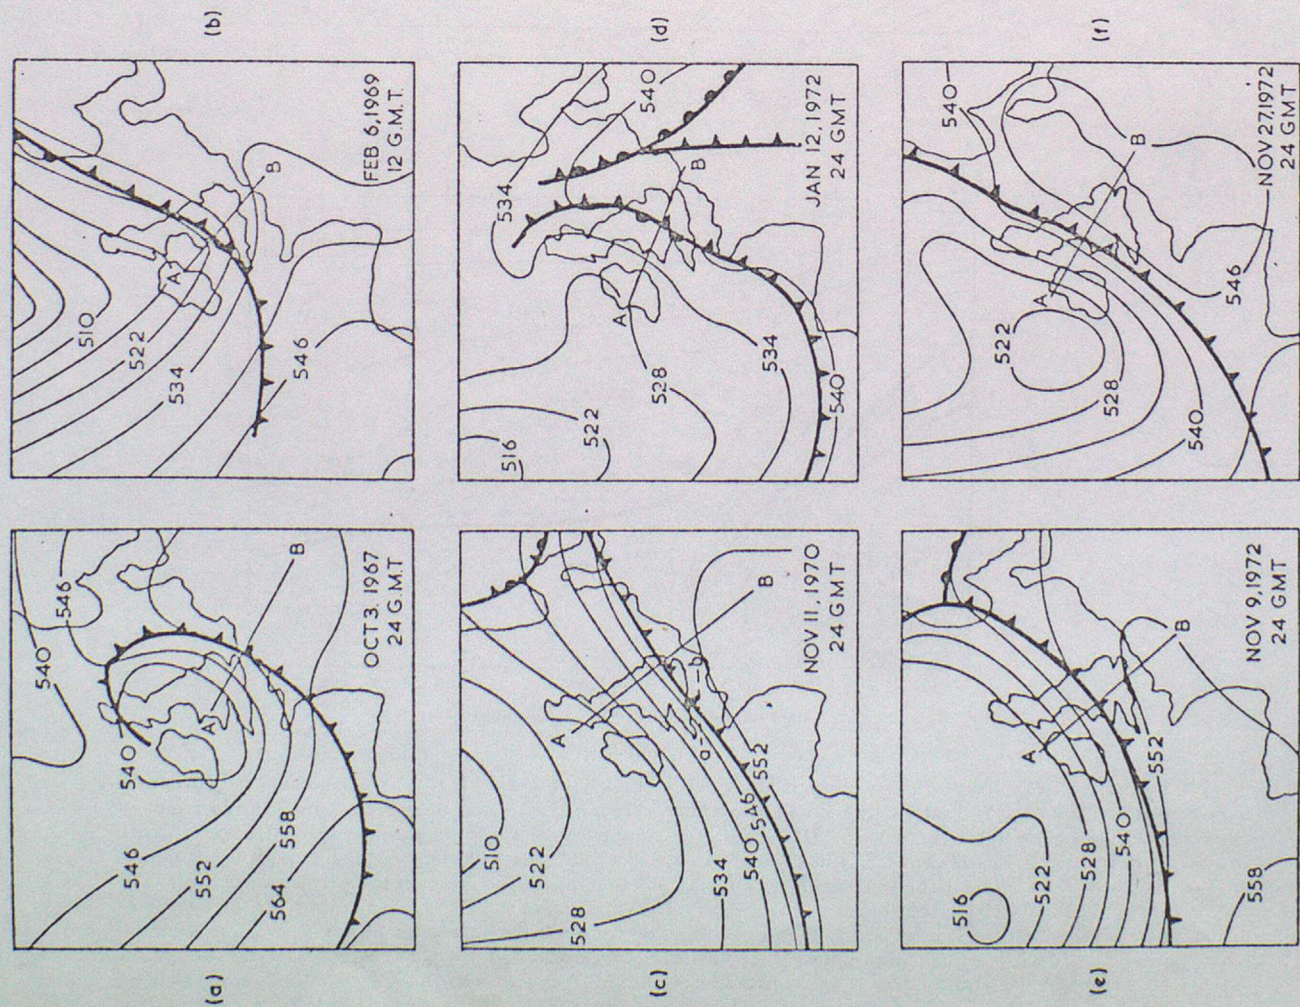 (a)
540
546
540
546
552
558
564
A
B
OCT 3, 1967
24 G.M.T
(b)
510
522
534
546
A
B
FEB 6, 1969
12 G.M.T.
(c)
510
522
528
534
540
546
552
A
B
a
b
NOV 11, 1970
24 GMT
(d)
534
540
516
522
528
534
540
A
B
JAN 12, 1972
24 GMT
(e)
516
522
528
540
552
558
A
B
NOV 9, 1972
24 GMT
(f)
540
522
528
540
546
A
B
NOV 27, 1972
24 GMT